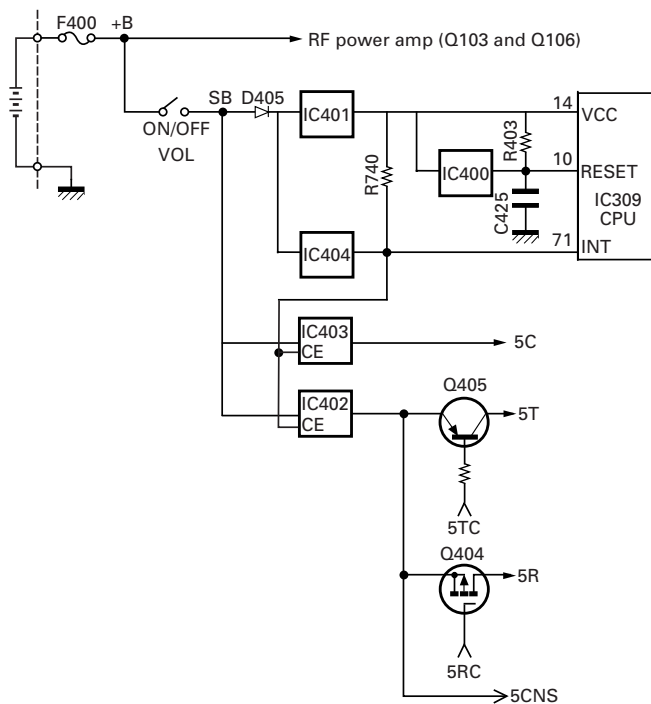 F400
+B
RF power amp (Q103 and Q106)
SB
D405
ON/OFF
VOL
IC401
14
VCC
R403
R740
IC400
10
RESET
IC309
CPU
C425
71
INT
IC404
IC403
CE
5C
IC402
CE
Q405
5T
5TC
Q404
5R
5RC
5CNS